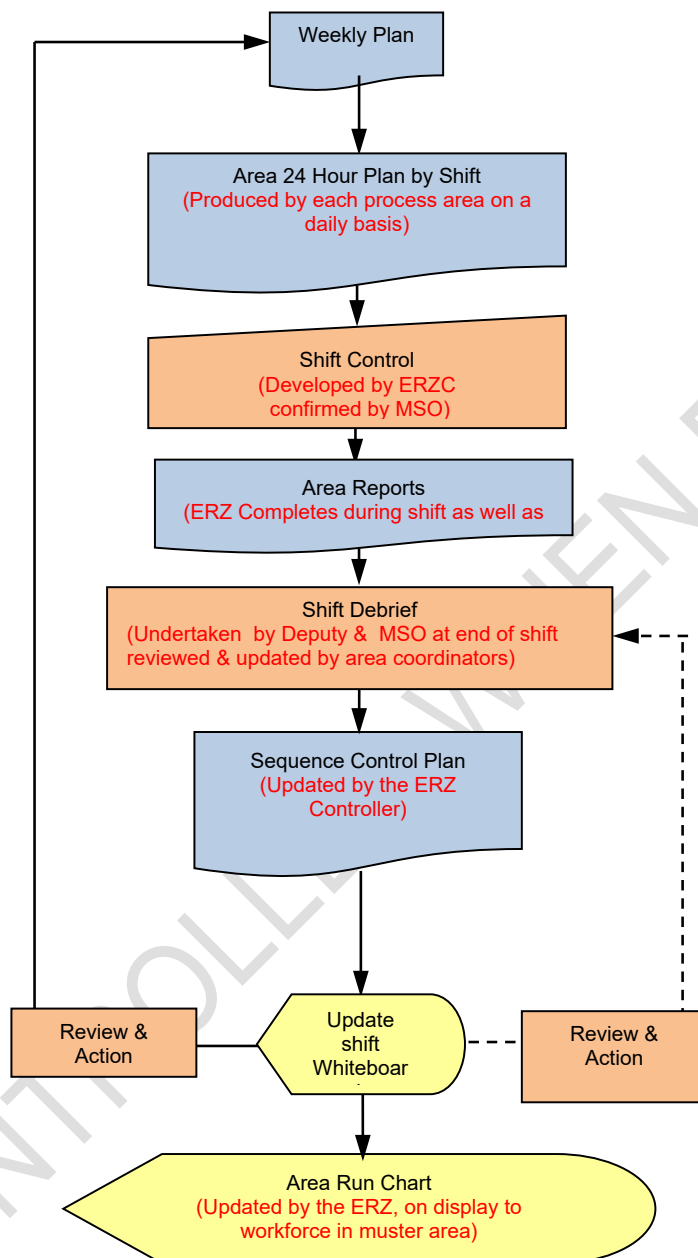 Weekly Plan
Area 24 Hour Plan by Shift
(Produced by each process area on a
daily basis)
Shift Control
(Developed by ERZC
confirmed by MSO)
Area Reports
(ERZ Completes during shift as well as
Shift Debrief
(Undertaken by Deputy & MSO at end of shift
reviewed & updated by area coordinators)
Sequence Control Plan
(Updated by the ERZ
Controller)
Review &
Action
Update
shift
Whiteboar
Review &
Action
Area Run Chart
(Updated by the ERZ, on display to
workforce in muster area)